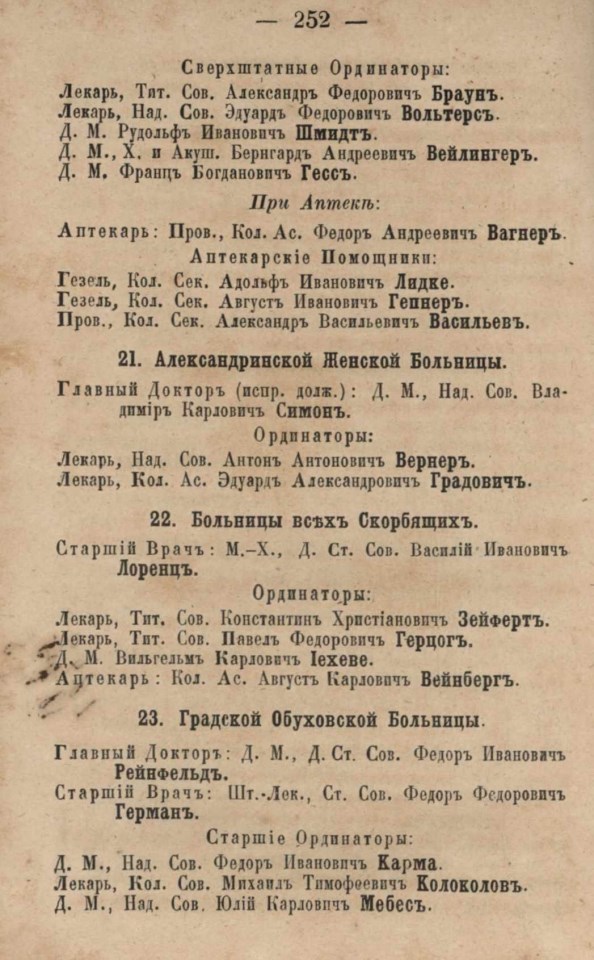 — 252 —
Сверхштатные Ординаторы:
Лекарь, Тит. Сов. Александръ Федоровичъ Браунъ.
Лекарь, Над. Сов. Эдуардъ Федоровичъ Вольтерсъ.
Д. М. Рудольфъ Ивановичъ Шмидтъ.
Д. М., Х. и Акуш. Бернгардъ Андреевичъ Вейлингеръ.
Д. М. Францъ Богдановичъ Гессъ.
При Аптекѣ:
Аптекарь: Пров., Кол. Ас. Федоръ Андреевичъ Вагнеръ.
Аптекарскіе Помощники:
Гезель, Кол. Сек. Адольфъ Ивановичъ Лидке.
Гезель, Кол. Сек. Августъ Ивановичъ Гепнеръ.
Пров., Кол. Сек. Александръ Васильевичъ Васильевъ.
21. Александринской Женской Больницы.
Главный Докторъ (испр. долж.): Д. М., Над. Сов. Вла-
димiръ Карловичъ Симонъ.
Ординаторы:
Лекарь, Над. Сов. Антонъ Антоновичъ Вернеръ.
Лекарь, Кол. Ас. Эдуардъ Александровичъ Градовичъ.
22. Больницы всѣхъ Скорбящихъ.
Старшій Врачъ: М.-Х., Д. Ст. Сов. Василій Ивановичъ
Лоренцъ.
Ординаторы:
Лекарь, Тит. Сов. Константинъ Христіановичъ Зейфертъ.
Лекарь, Тит. Сов. Павелъ Федоровичъ Герцогъ.
Д. М. Вильгельмъ Карловичъ Іехеве.
Аптекарь: Кол. Ас. Августъ Карловичъ Вейнбергъ.
23. Градской Обуховской Больницы.
Главный Докторъ: Д. М., Д. Ст. Сов. Федоръ Ивановичъ
Рейнфельдъ.
Старшій Врачъ: Шт.-Лек., Ст. Сов. Федоръ Федоровичъ
Германъ.
Старшіе Ординаторы:
Д. М., Над. Сов. Федоръ Ивановичъ Карма.
Лекарь, Кол. Сов. Михаилъ Тимофеевичъ Колоколовъ.
Д. М., Над. Сов. Юлій Карловичъ Мебесъ.